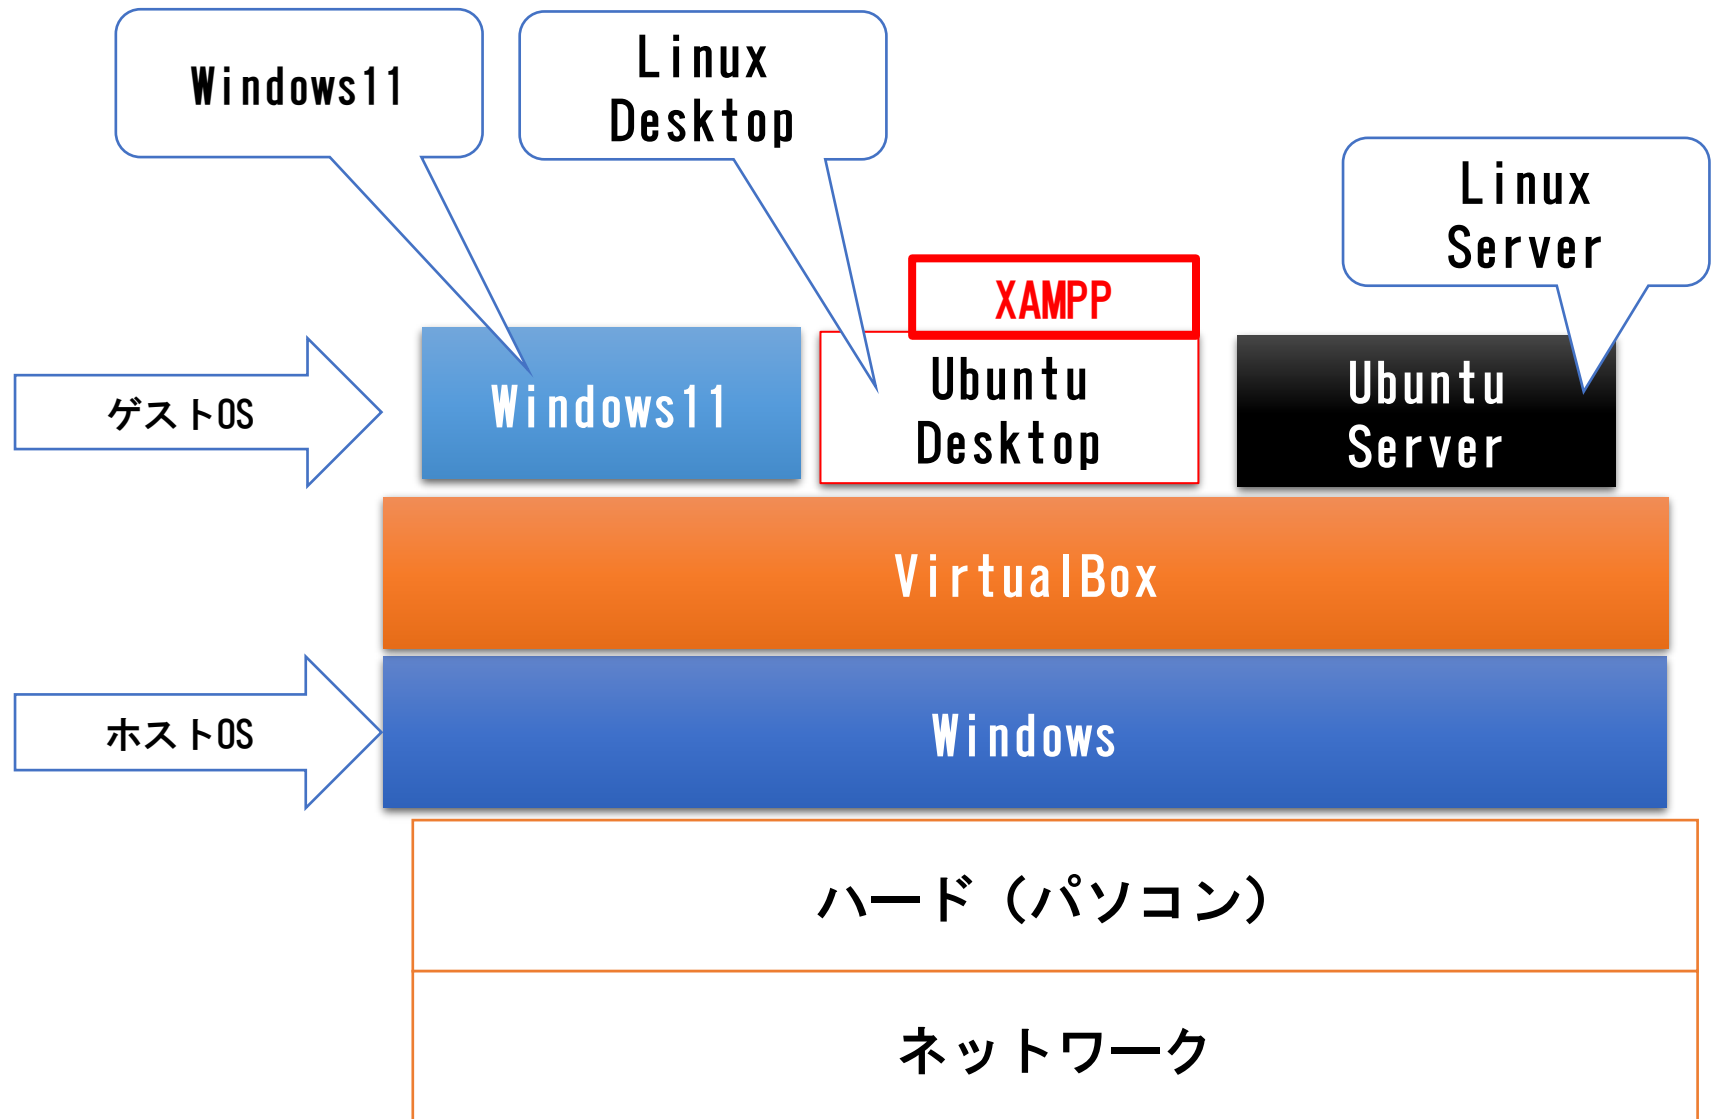 Windows11
Linux
Desktop
Linux
Server
XAMPP
ゲストOS
Windows11
Ubuntu
Desktop
Ubuntu
Server
VirtualBox
ホストOS
Windows
ハード（パソコン）
ネットワーク